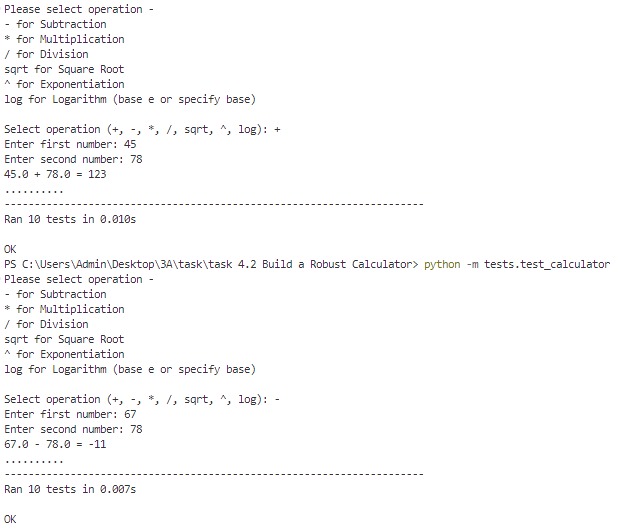 Please select operation -
- for Subtraction
* for Multiplication
/ for Division
sqrt for Square Root
^ for Exponentiation
log for Logarithm (base e or specify base)
Select operation (+, -, *, /, sqrt, ^, log): +
Enter first number: 45
Enter second number: 78
45.0 + 78.0 = 123
..........
----------------------------------------------------------------------
Ran 10 tests in 0.010s
OK
PS C:\Users\Admin\Desktop\3A\task\task 4.2 Build a Robust Calculator> python -m tests.test_calculator
Please select operation -
- for Subtraction
* for Multiplication
/ for Division
sqrt for Square Root
^ for Exponentiation
log for Logarithm (base e or specify base)
Select operation (+, -, *, /, sqrt, ^, log): -
Enter first number: 67
Enter second number: 78
67.0 - 78.0 = -11
..........
----------------------------------------------------------------------
Ran 10 tests in 0.007s
OK